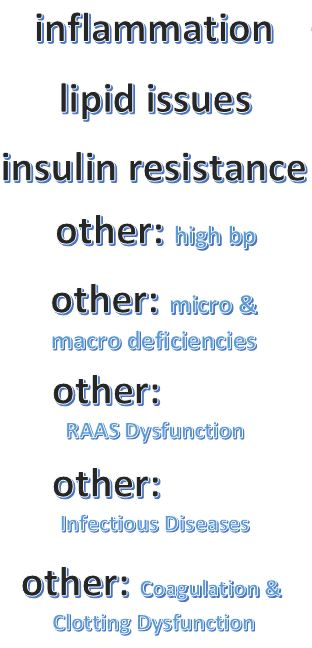 inflammation
lipid issues
insulin resistance
other: high bp
other: micro &
macro deficiencies
other:
RAAS Dysfunction
other:
Infectious Diseases
other: Coagulation &
Clotting Dysfunction